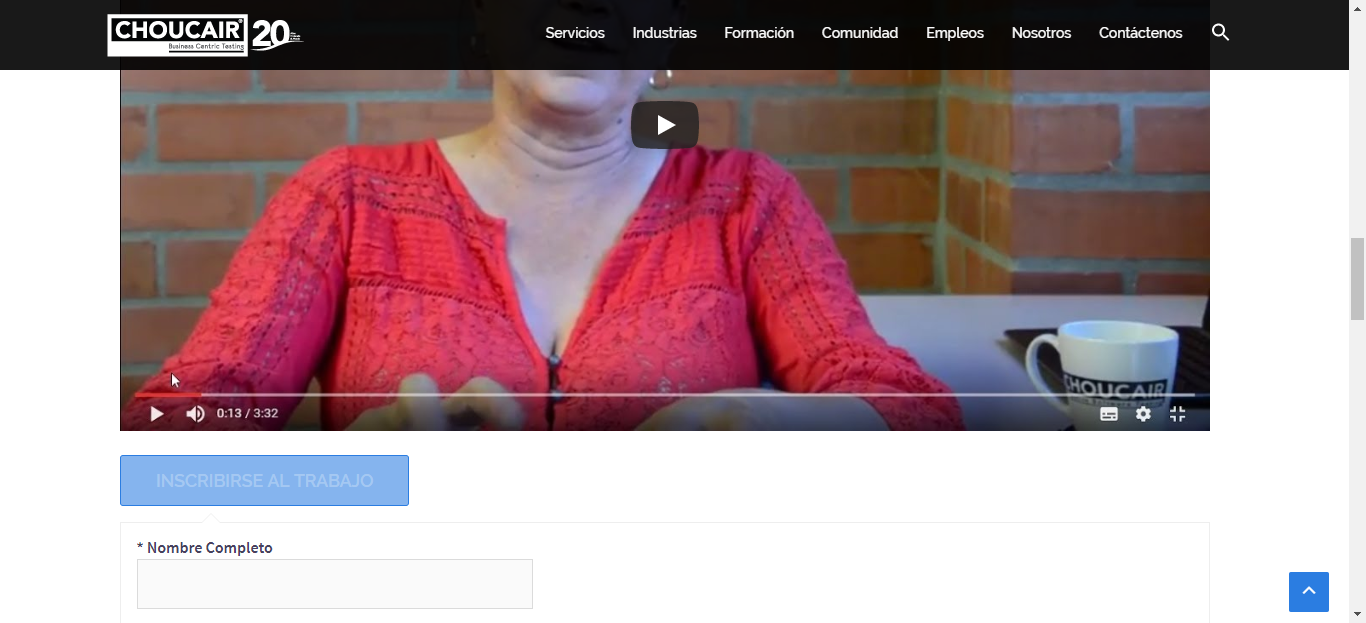 CHOUCAIR
Business Centric Testing
20
Servicios Industrias Formación Comunidad Empleos Nosotros Contáctenos
CHOUCAIR
0:13 / 3:32
INSCRIBIRSE AL TRABAJO
* Nombre Completo